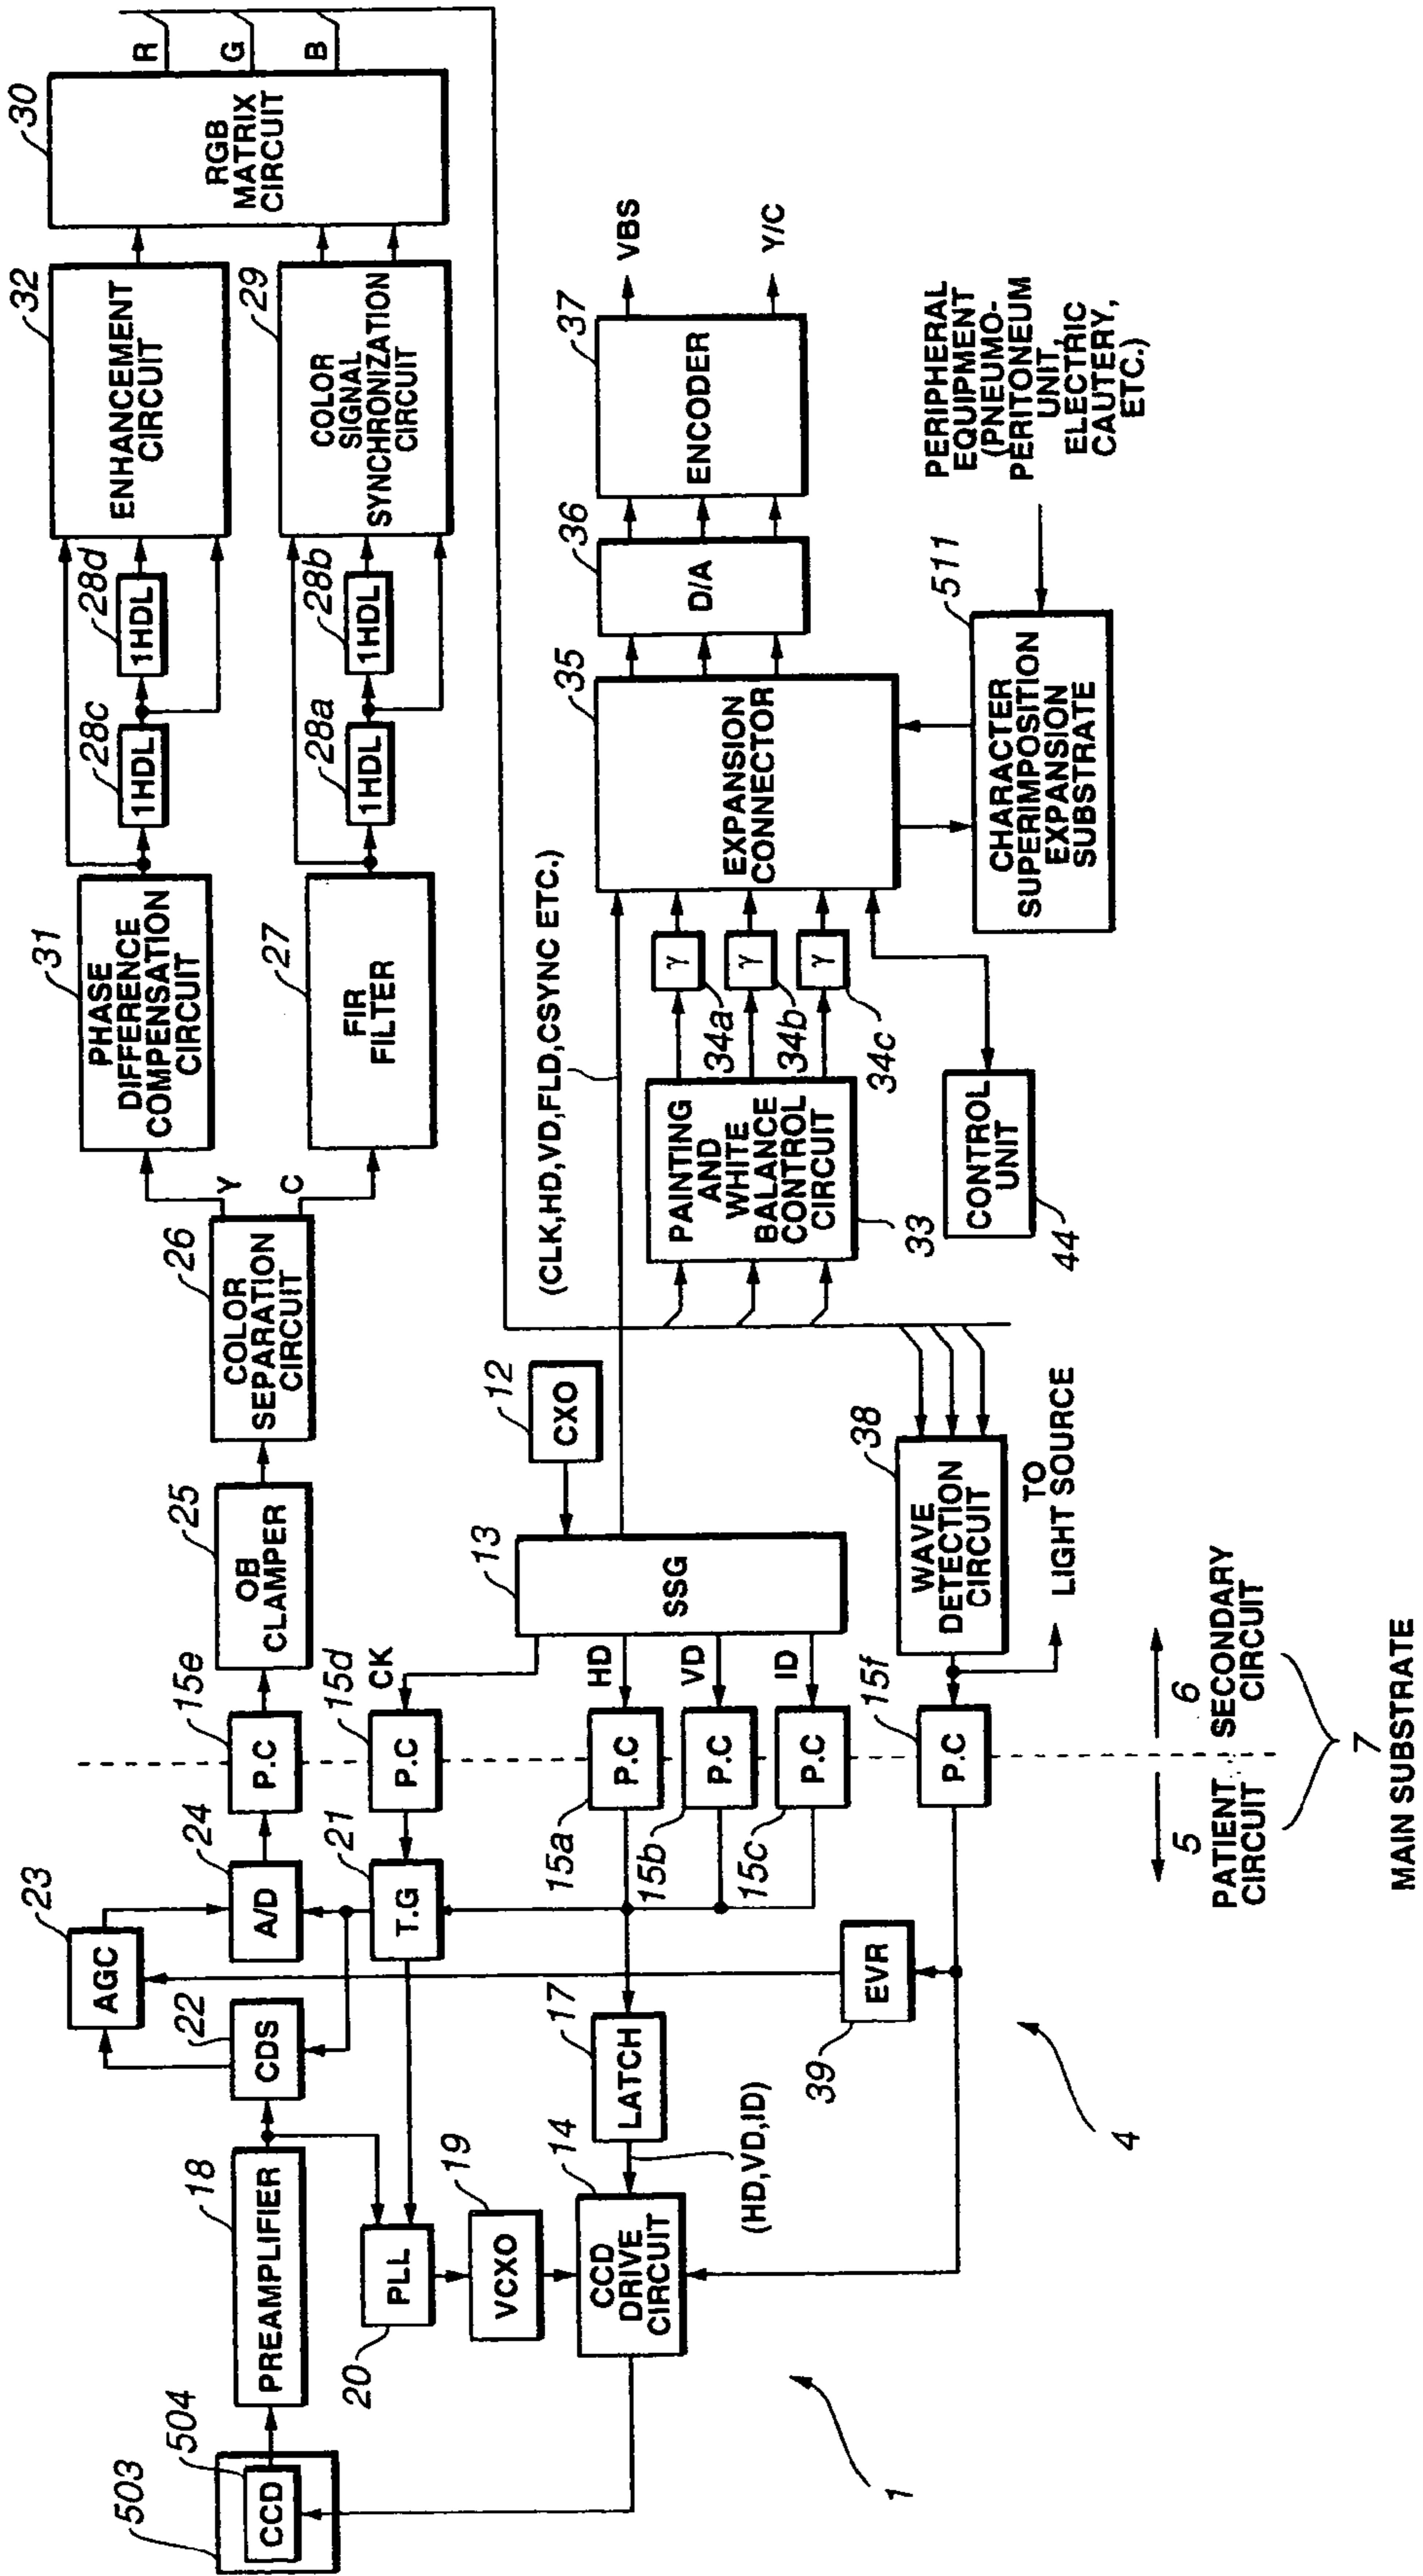 503
504
CCD
18
PREAMPLIFIER
22
CDS
23
AGC
24
A/D
15e
P.C
25
OB
CLAMPER
26
COLOR
SEPARATION
CIRCUIT
Y
C
31
PHASE
DIFFERENCE
COMPENSATION
CIRCUIT
27
FIR
FILTER
28c
1HDL
28d
1HDL
28a
1HDL
28b
1HDL
32
ENHANCEMENT
CIRCUIT
29
COLOR
SIGNAL
SYNCHRONIZATION
CIRCUIT
30
RGB
MATRIX
CIRCUIT
R
G
B
20
PLL
19
VCXO
14
CCD
DRIVE
CIRCUIT
(HD,VD,ID)
17
LATCH
21
T.G
15d
P.C
CK
15a
P.C
HD
15b
P.C
VD
15c
P.C
ID
39
EVR
15f
P.C
13
SSG
12
CXO
(CLK,HD,VD,FLD,CSYNC ETC.)
38
WAVE
DETECTION
CIRCUIT
TO
LIGHT SOURCE
33
PAINTING
AND
WHITE
BALANCE
CONTROL
CIRCUIT
34a
γ
34b
γ
34c
γ
44
CONTROL
UNIT
35
EXPANSION
CONNECTOR
36
D/A
37
ENCODER
VBS
Y/C
511
CHARACTER
SUPERIMPOSITION
EXPANSION
SUBSTRATE
PERIPHERAL
EQUIPMENT
(PNEUMO-
PERITONEUM
UNIT,
ELECTRIC
CAUTERY,
ETC.)
1
4
5
PATIENT
CIRCUIT
6
SECONDARY
CIRCUIT
7
MAIN SUBSTRATE